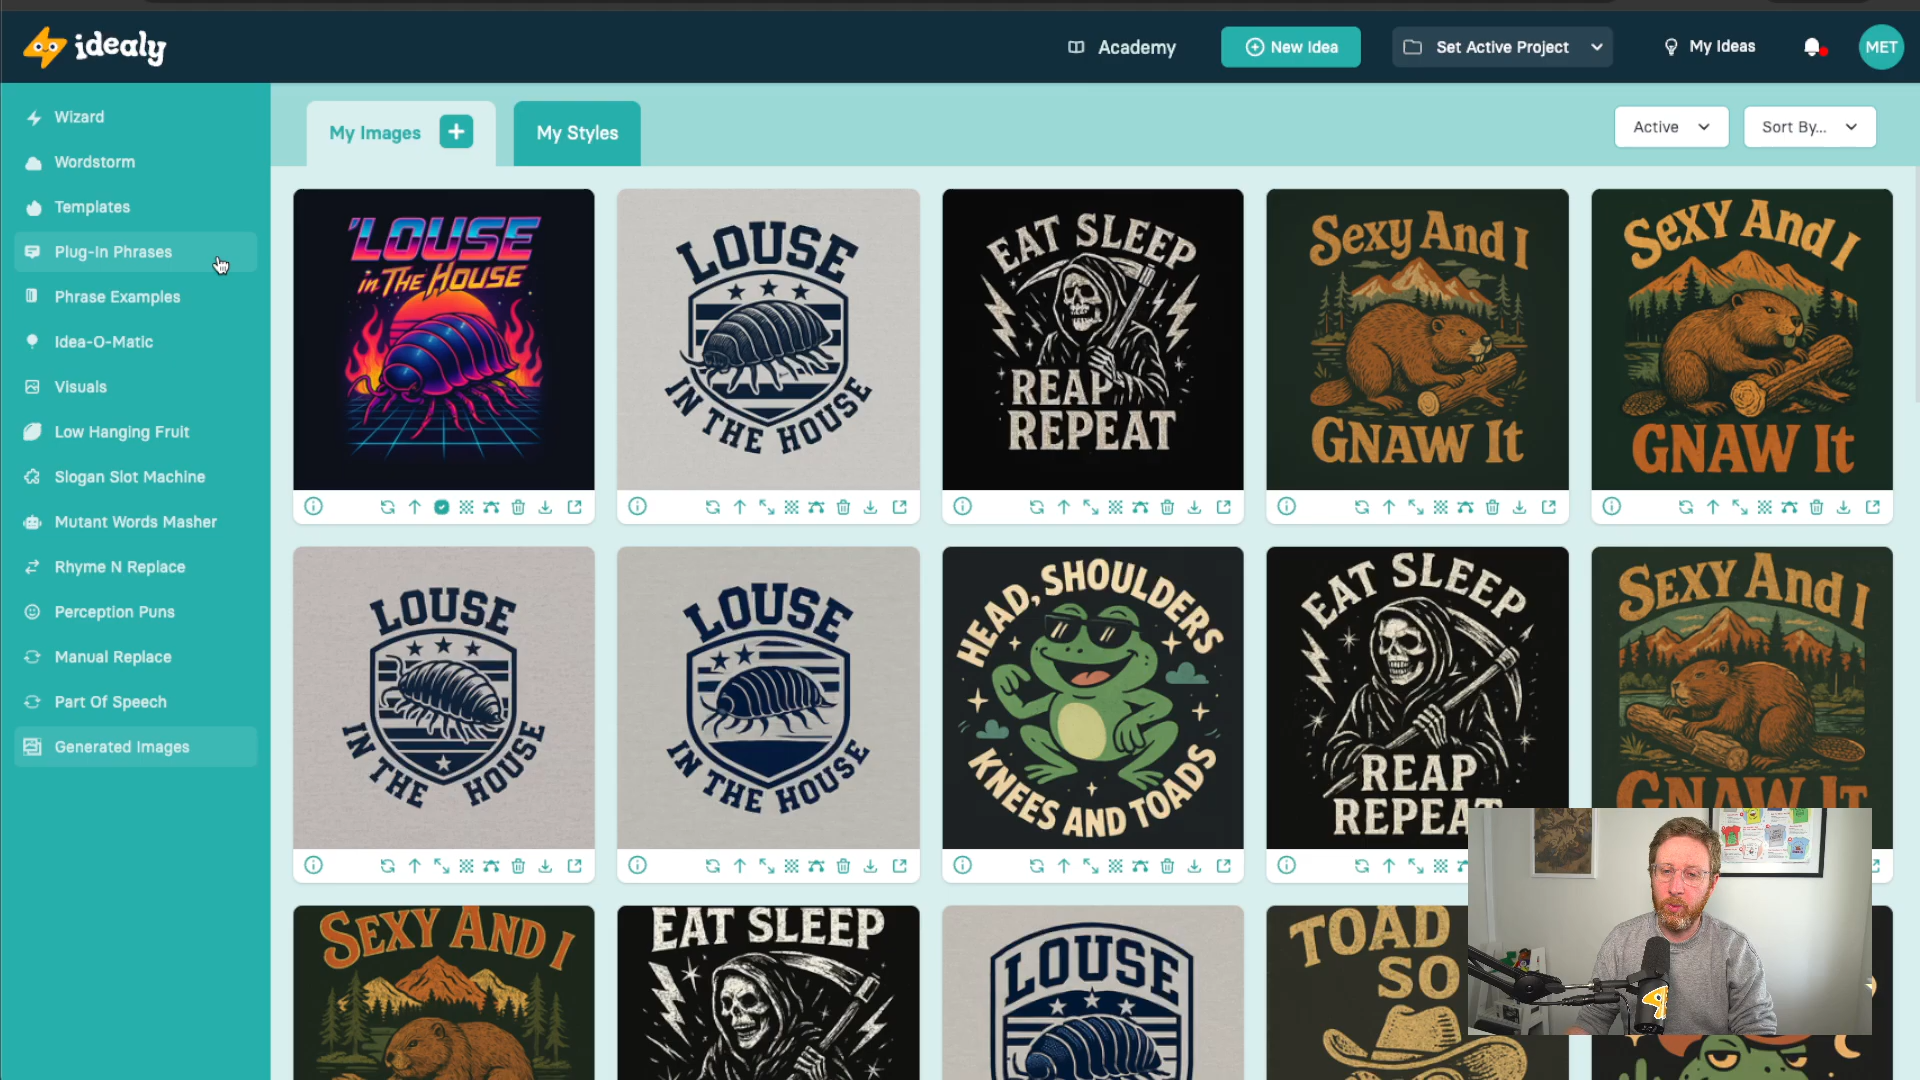 idealy
Academy
New Idea
Set Active Project
My Ideas
MET
Wizard
Wordstorm
Templates
Plug-In Phrases
Phrase Examples
Idea-O-Matic
Visuals
Low Hanging Fruit
Slogan Slot Machine
Mutant Words Masher
Rhyme N Replace
Perception Puns
Manual Replace
Part Of Speech
Generated Images
My Images
My Styles
Active
Sort By...
'LOUSE
in THE HOUSE
LOUSE
IN THE HOUSE
EAT SLEEP
REAP
REPEAT
Sexy And I
GNAW It
Sexy And I
GNAW It
LOUSE
IN THE HOUSE
LOUSE
IN THE HOUSE
HEAD, SHOULDERS
KNEES AND TOADS
EAT SLEEP
REAP
REPEAT
SEXY AND I
GNAW It
SEXY AND I
EAT SLEEP
LOUSE
TOAD
SO